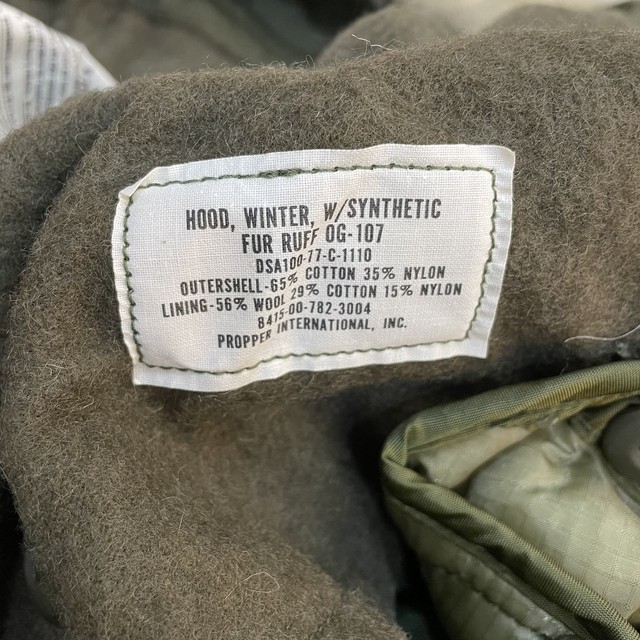 HOOD, WINTER, W/SYNTHETIC
FUR RUFF OG-107
DSA100-77-C-1110
OUTERSHELL-65% COTTON 35% NYLON
LINING-56% WOOL 29% COTTON 15% NYLON
8415-00-782-3004
PROPPER INTERNATIONAL, INC.